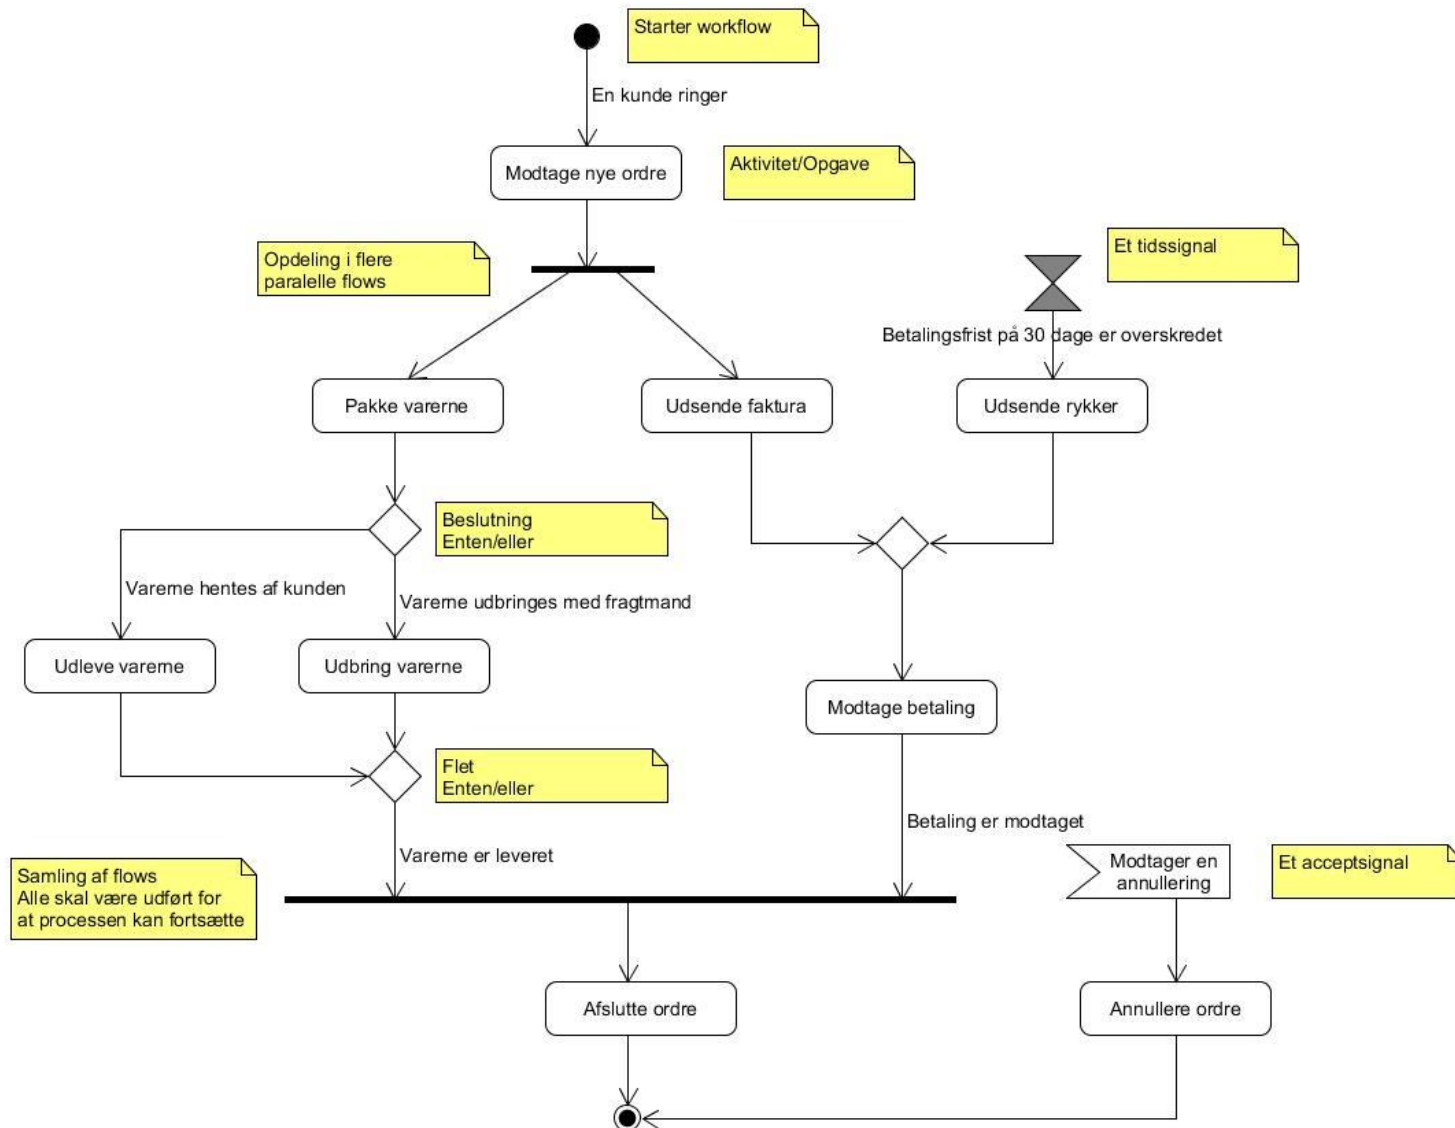 Starter workflow
En kunde ringer
Modtage nye ordre
Aktivitet/Opgave
Opdeling i flere
paralelle flows
Et tidssignal
Betalingsfrist på 30 dage er overskredet
Pakke varerne
Udsende faktura
Udsende rykker
Beslutning
Enten/eller
Varerne hentes af kunden
Varerne udbringes med fragtmand
Udleve varerne
Udbring varerne
Modtage betaling
Flet
Enten/eller
Betaling er modtaget
Varerne er leveret
Samling af flows
Alle skal være udført for
at processen kan fortsætte
Modtager en
annullering
Et acceptsignal
Afslutte ordre
Annullere ordre